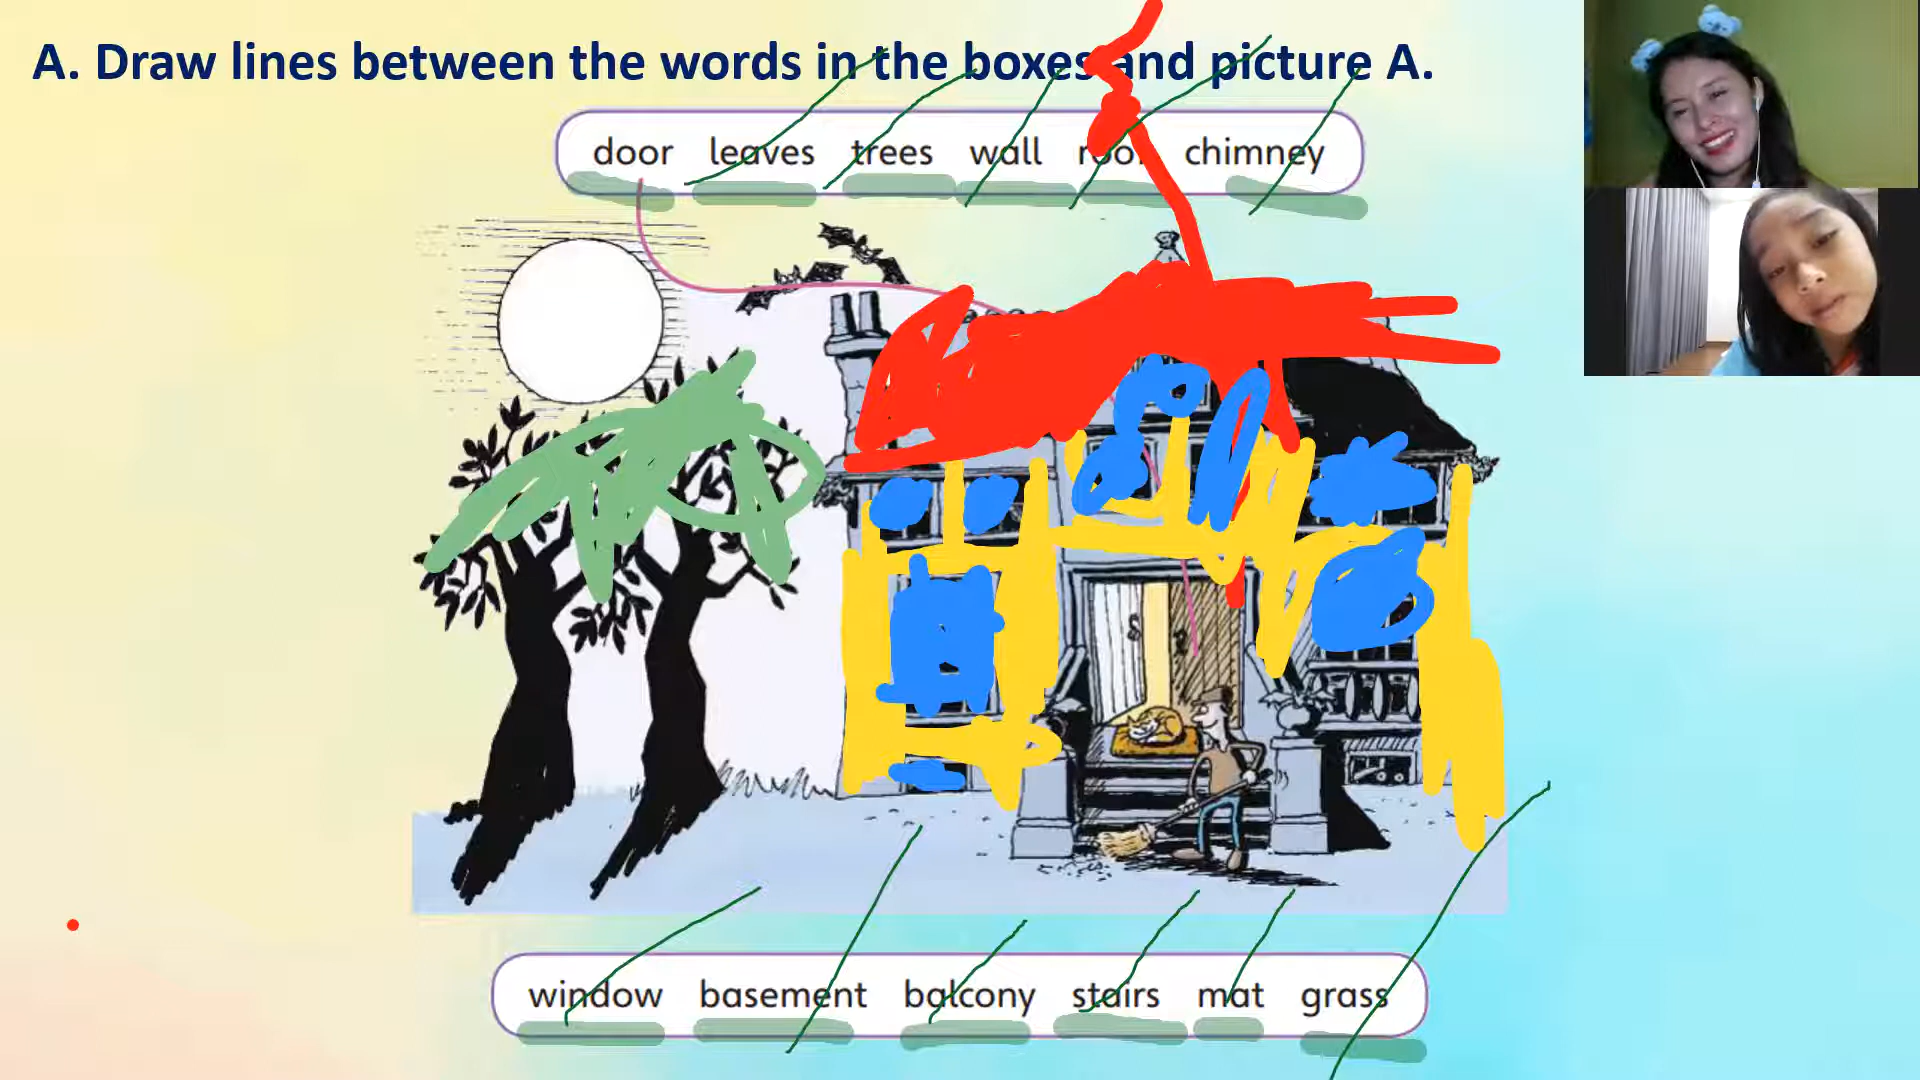 A. Draw lines between the words in the boxes and picture A.
door leaves trees wall roof chimney
window basement balcony stairs mat grass